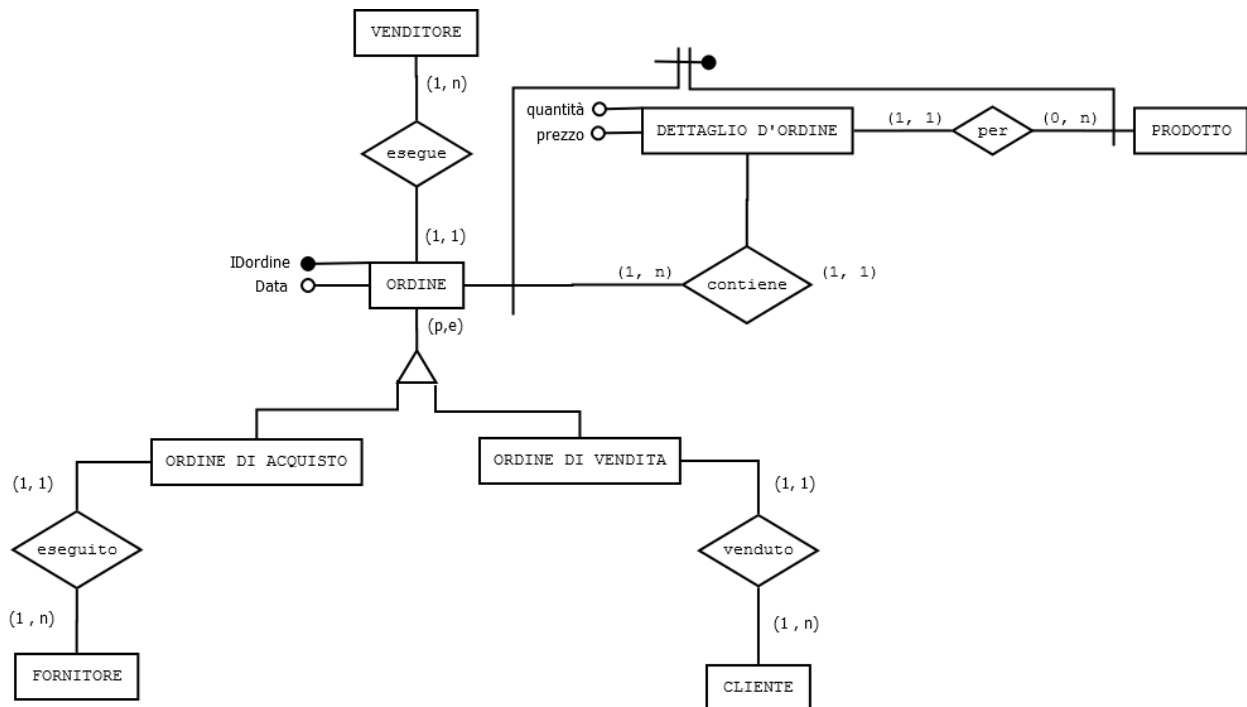 VENDITORE
(1, n)
quantità
prezzo
DETTAGLIO D'ORDINE
(1, 1)
per
(0, n)
PRODOTTO
esegue
(1, 1)
IDordine
Data
ORDINE
(1, n)
contiene
(1, 1)
(p,e)
ORDINE DI ACQUISTO
ORDINE DI VENDITA
(1, 1)
(1, 1)
eseguito
venduto
(1, n)
(1, n)
FORNITORE
CLIENTE